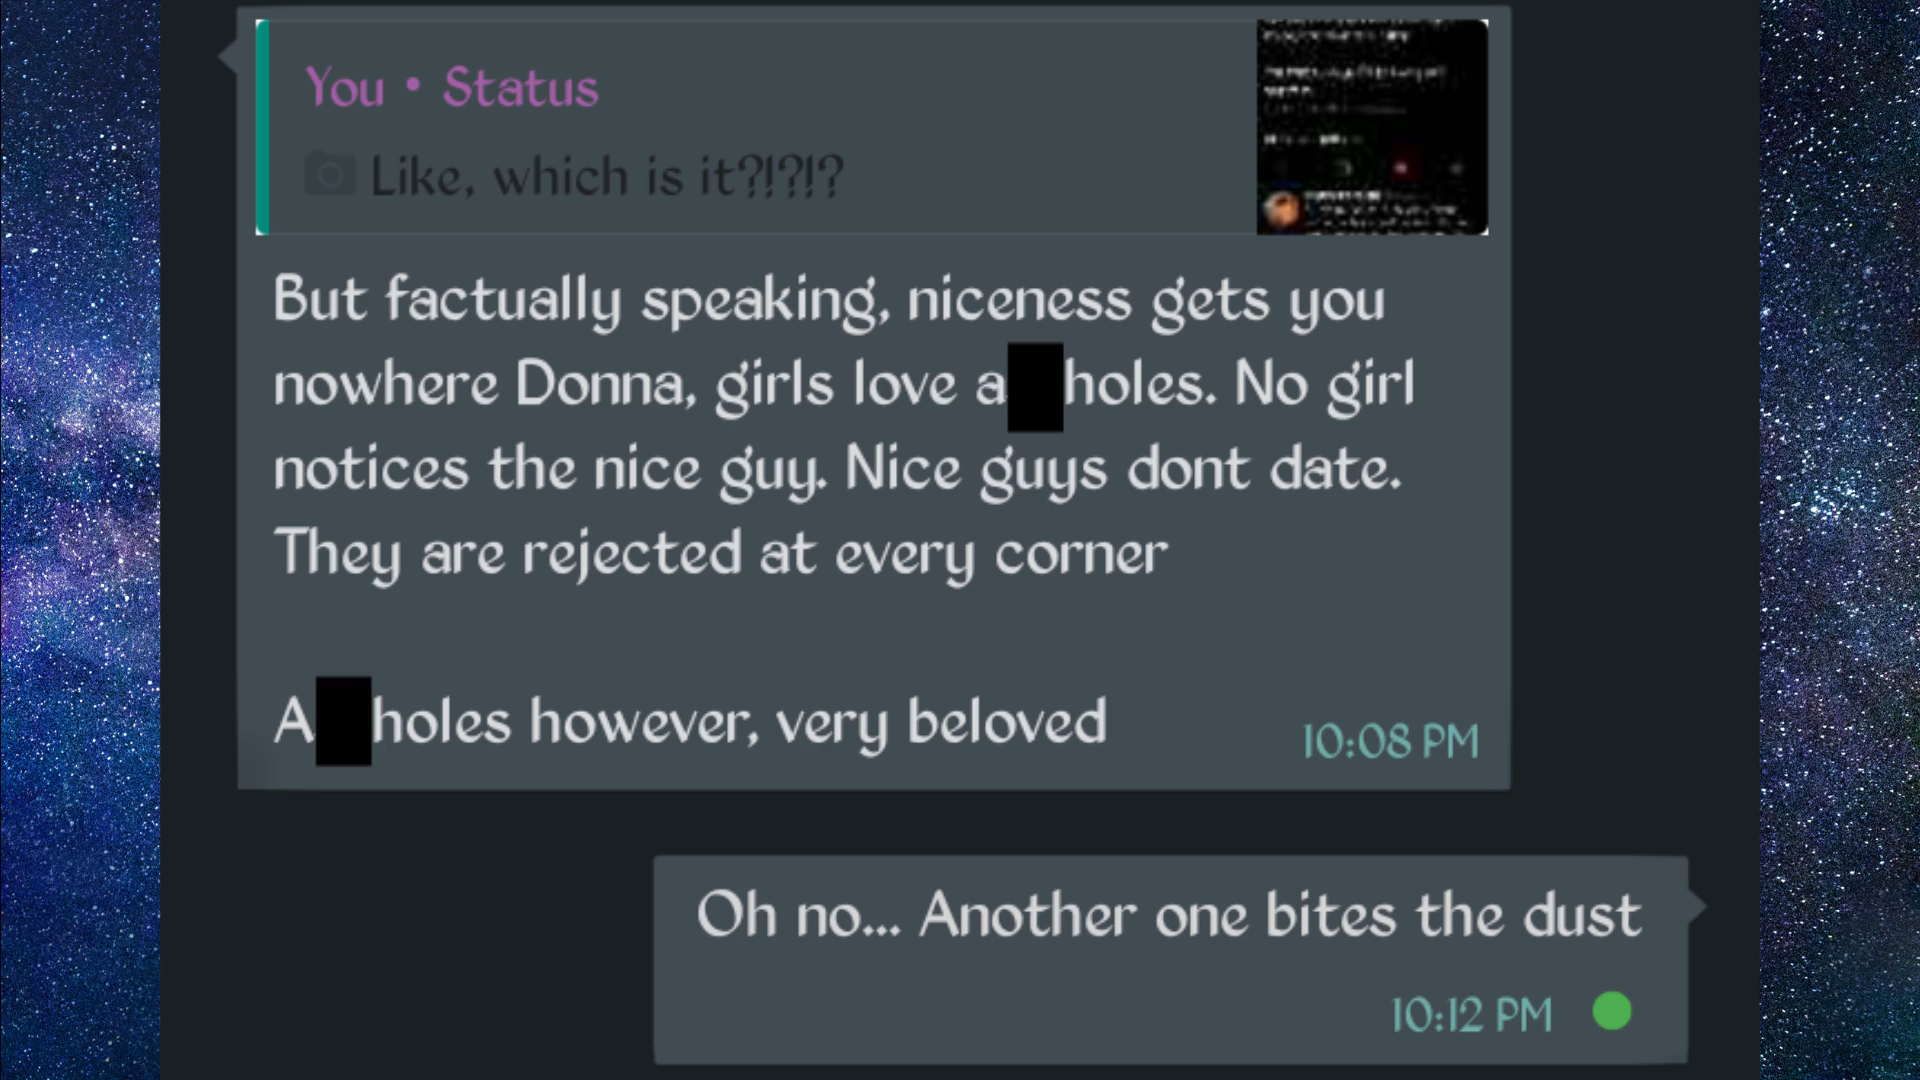 You • Status
Like, which is it?!?!?
But factually speaking, niceness gets you
nowhere Donna, girls love a holes. No girl
notices the nice guy. Nice guys dont date.
They are rejected at every corner
A holes however, very beloved
10:08 PM
Oh no... Another one bites the dust
10:12 PM